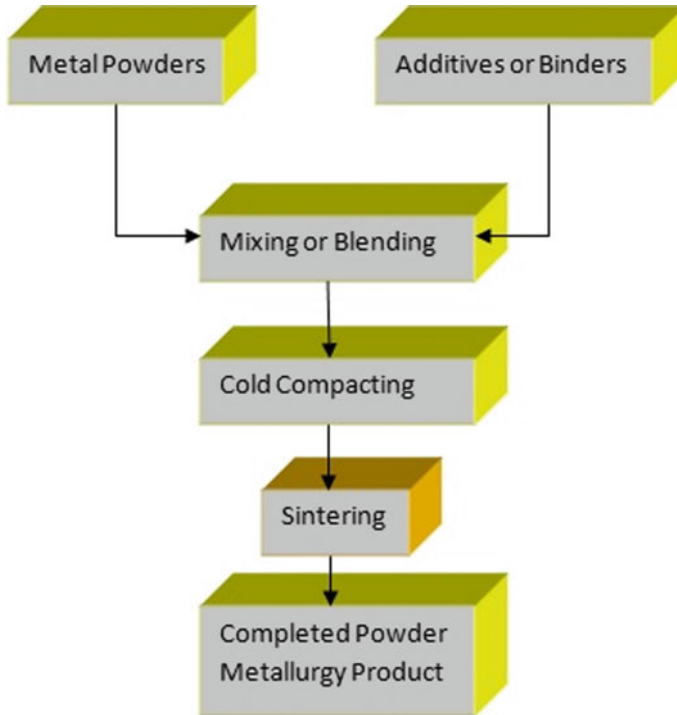 Metal Powders
Additives or Binders
Mixing or Blending
Cold Compacting
Sintering
Completed Powder
Metallurgy Product